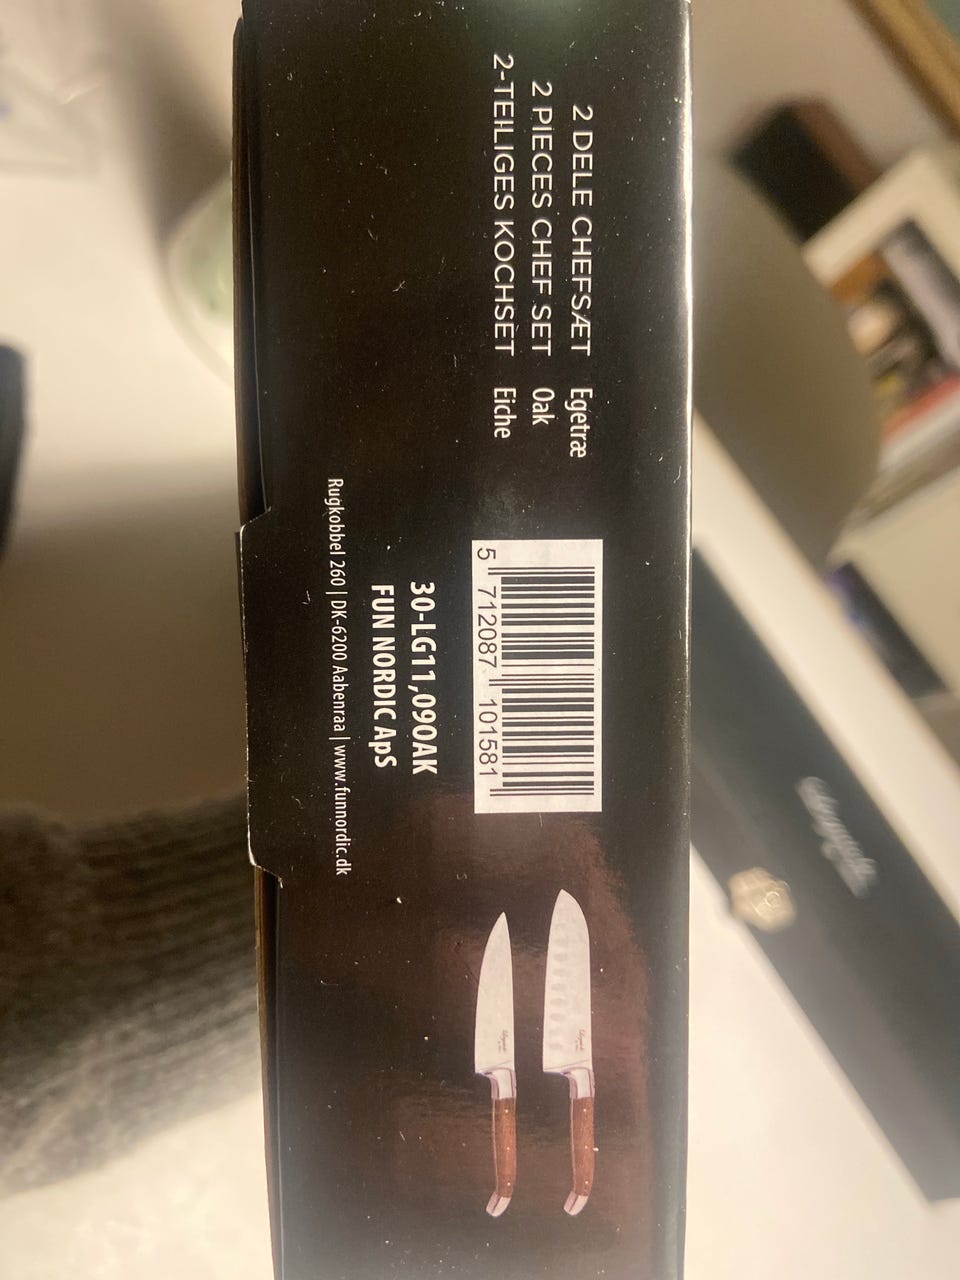 2 DELE CHEFSÆT Egetræ
2 PIECES CHEF SET Oak
2-TEILIGES KOCHSET Eiche
5 712087 101581
30-LG11,09OAK
FUN NORDIC ApS
Rugkobbel 260 | DK-6200 Aabenraa | www.funnordic.dk